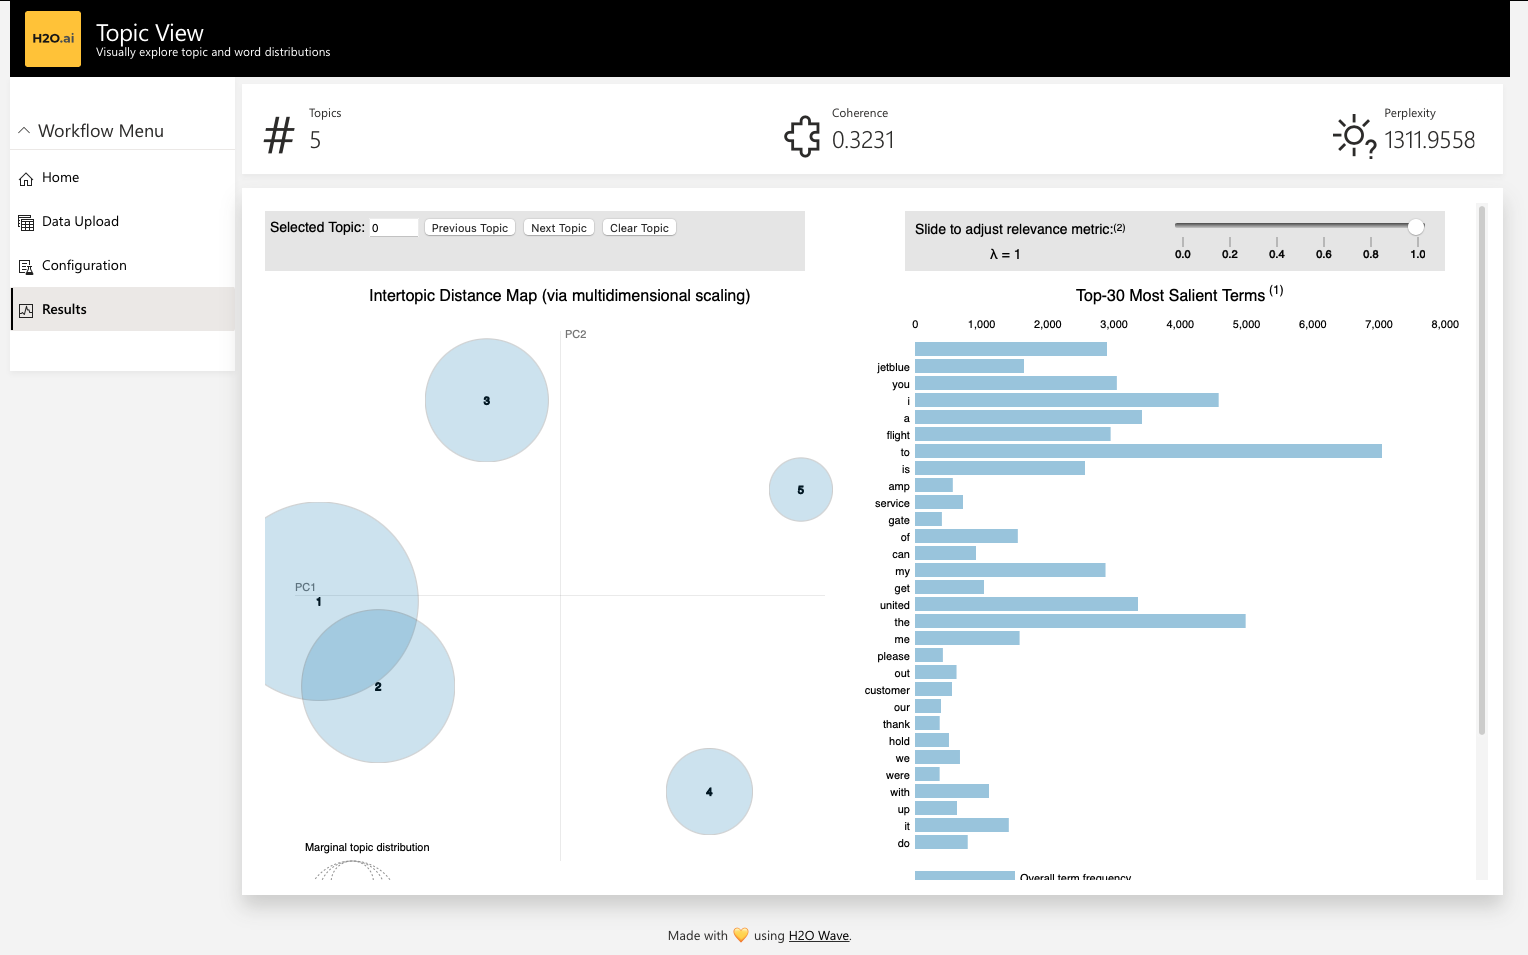 H2O.ai
Topic View
Visually explore topic and word distributions
Workflow Menu
Home
Data Upload
Configuration
Results
Topics
5
Coherence
0.3231
Perplexity
1311.9558
Selected Topic: 0 Previous Topic Next Topic Clear Topic
Slide to adjust relevance metric:(2)
λ = 1
0.0 0.2 0.4 0.6 0.8 1.0
Intertopic Distance Map (via multidimensional scaling)
PC2
3
5
PC1
1
2
4
Marginal topic distribution
Top-30 Most Salient Terms (1)
0 1,000 2,000 3,000 4,000 5,000 6,000 7,000 8,000
jetblue
you
i
a
flight
to
is
amp
service
gate
of
can
my
get
united
the
me
please
out
customer
our
thank
hold
we
were
with
up
it
do
Overall term frequency
Made with 💛 using H2O Wave.